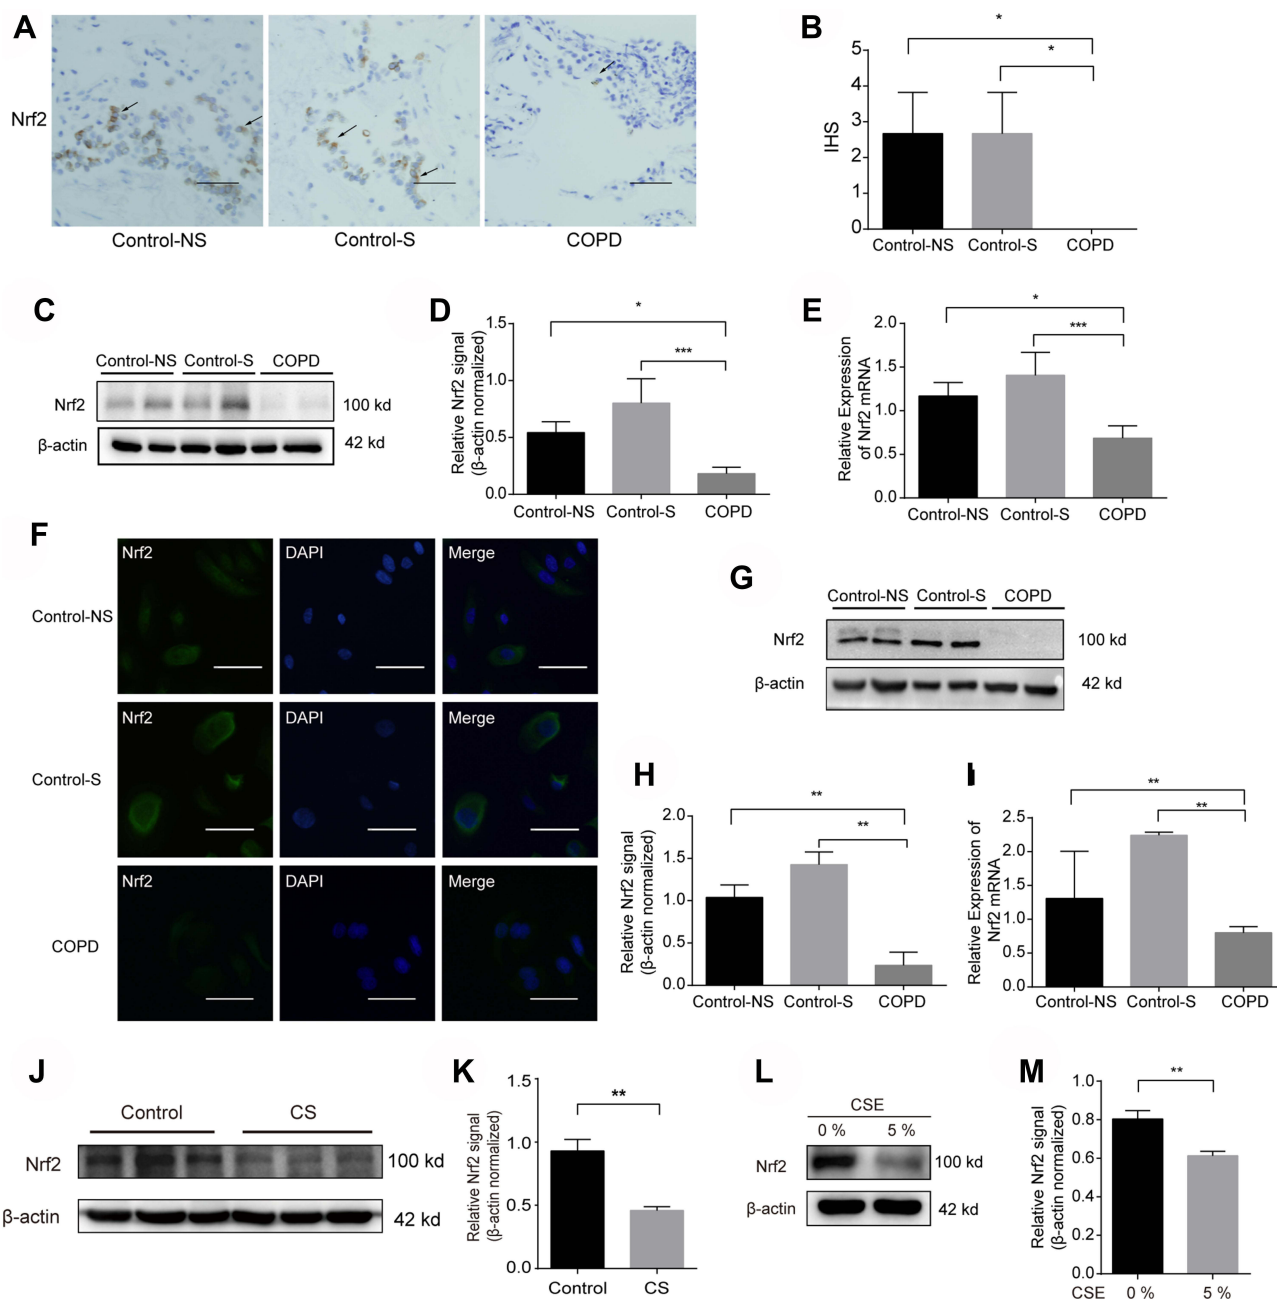 A
Nrf2
Control-NS
Control-S
COPD
B
*
*
IHS
5
4
3
2
1
0
Control-NS
Control-S
COPD
C
Control-NS Control-S COPD
Nrf2
100 kd
β-actin
42 kd
D
*
***
Relative Nrf2 signal
(β-actin normalized)
1.5
1.0
0.5
0.0
Control-NS
Control-S
COPD
E
*
***
Relative Expression
of Nrf2 mRNA
2.0
1.5
1.0
0.5
0.0
Control-NS
Control-S
COPD
F
Nrf2
DAPI
Merge
Control-NS
Nrf2
DAPI
Merge
Control-S
Nrf2
DAPI
Merge
COPD
G
Control-NS Control-S COPD
Nrf2
100 kd
β-actin
42 kd
H
**
**
Relative Nrf2 signal
(β-actin normalized)
2.0
1.5
1.0
0.5
0.0
Control-NS
Control-S
COPD
I
**
**
Relative Expression of
Nrf2 mRNA
2.5
2.0
1.5
1.0
0.5
0.0
Control-NS
Control-S
COPD
J
Control
CS
Nrf2
100 kd
β-actin
42 kd
K
**
Relative Nrf2 signal
(β-actin normalized)
1.5
1.0
0.5
0.0
Control
CS
L
CSE
0 %
5 %
Nrf2
100 kd
β-actin
42 kd
M
**
Relative Nrf2 signal
(β-actin normalized)
1.0
0.8
0.6
0.4
0.2
0.0
CSE
0 %
5 %